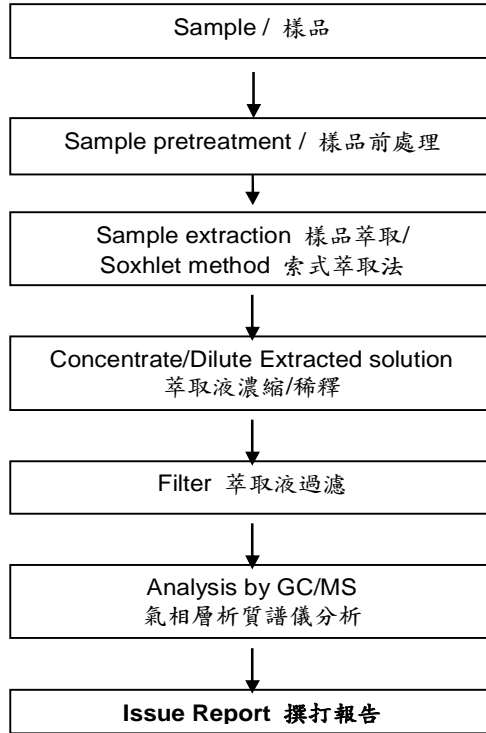 Sample / 樣品
Sample pretreatment / 樣品前處理
Sample extraction 樣品萃取/
Soxhlet method 索式萃取法
Concentrate/Dilute Extracted solution
萃取液濃縮/稀釋
Filter 萃取液過濾
Analysis by GC/MS
氣相層析質譜儀分析
Issue Report 撰打報告